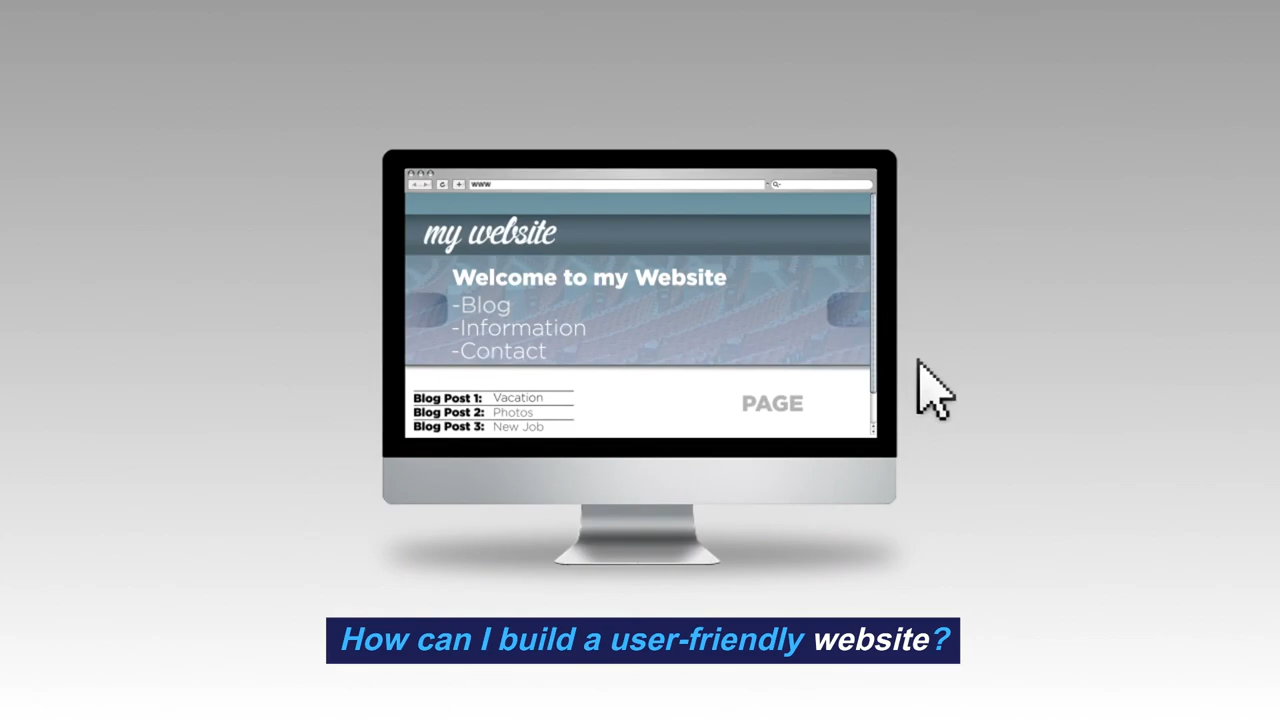 www
my website
Welcome to my Website
-Blog
-Information
-Contact
Blog Post 1: Vacation
Blog Post 2: Photos
Blog Post 3: New Job
PAGE
How can I build a user-friendly website?